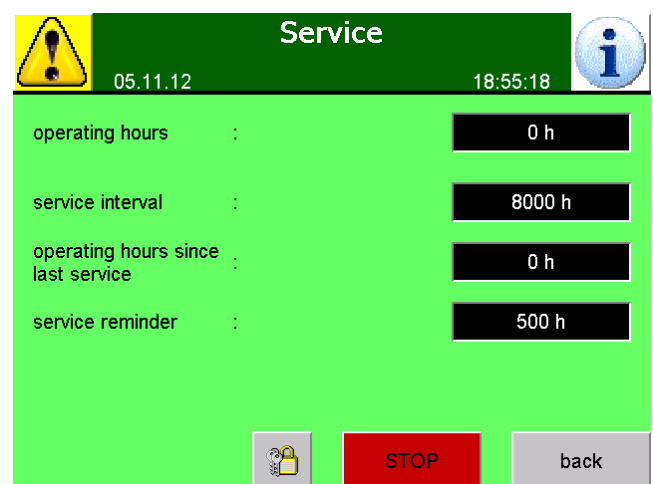 Service
05.11.12 18:55:18
operating hours : 0 h
service interval : 8000 h
operating hours since
last service : 0 h
service reminder : 500 h
STOP back